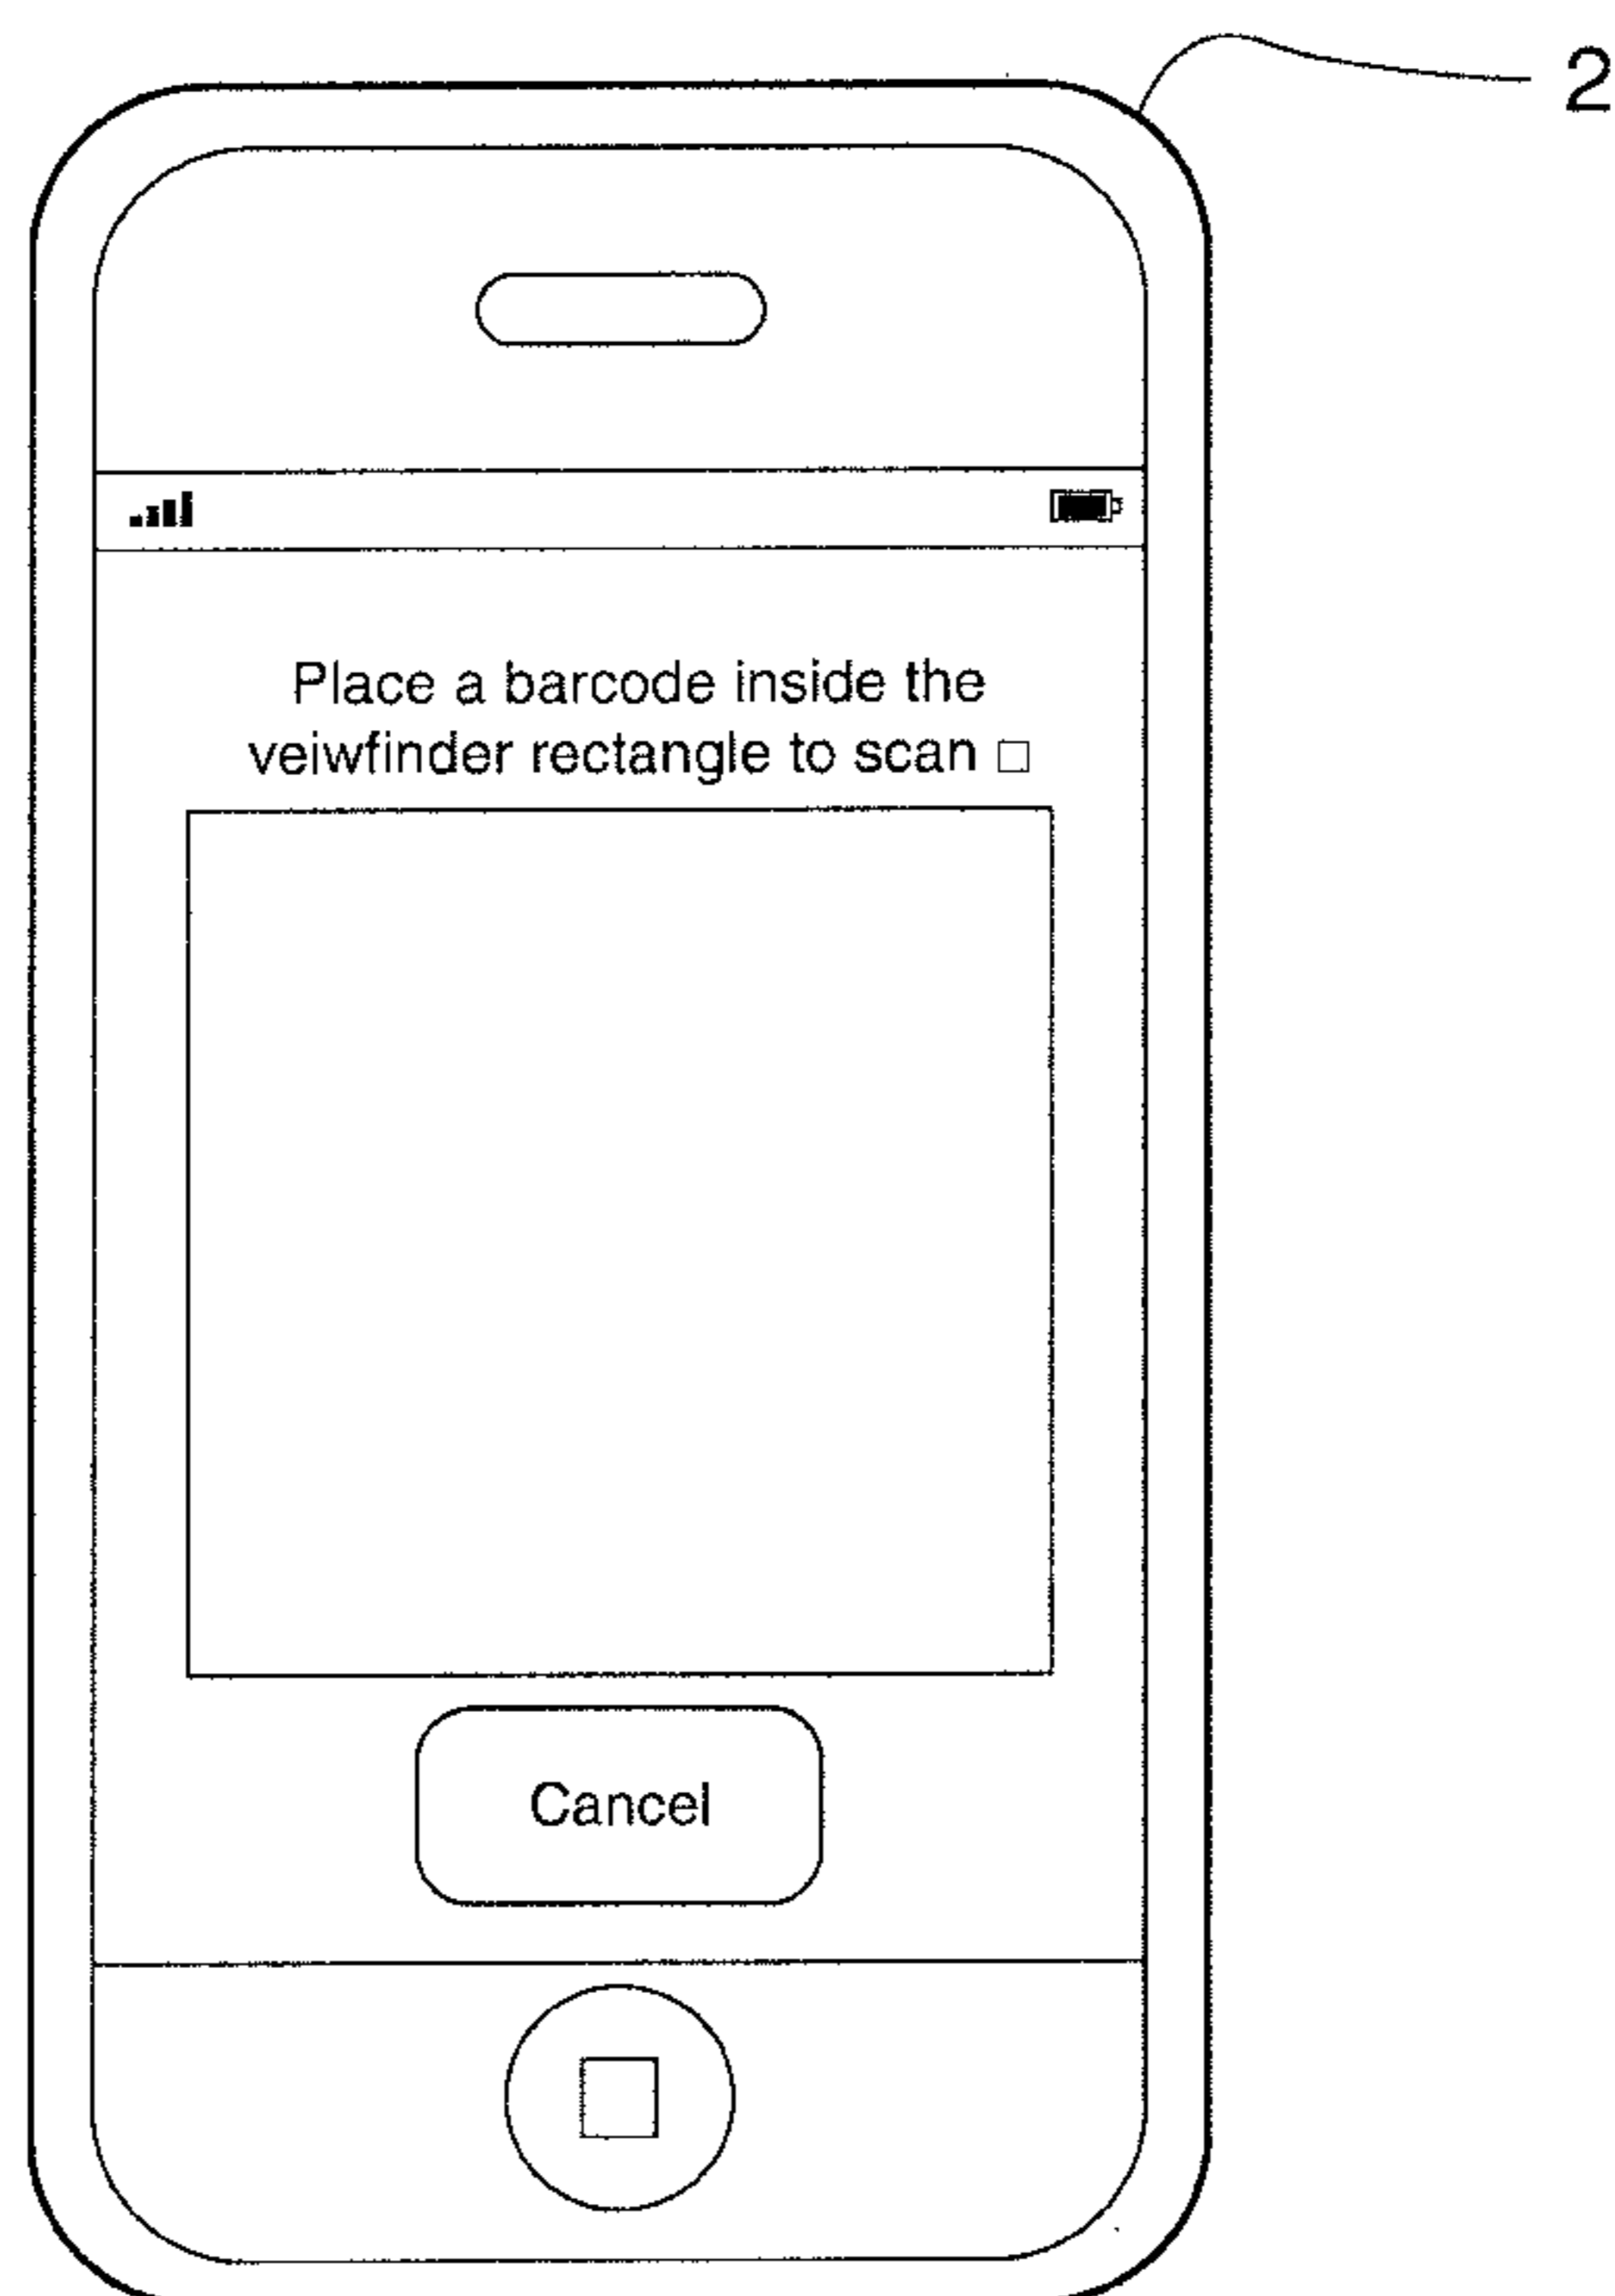 2
Place a barcode inside the
veiwfinder rectangle to scan □
Cancel